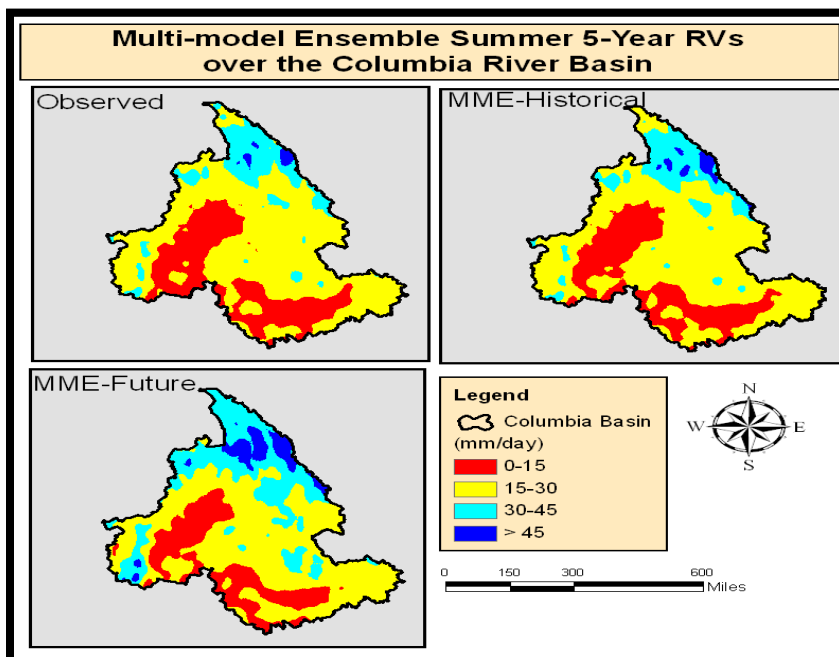 Multi-model Ensemble Summer 5-Year RVs
over the Columbia River Basin
Observed
MME-Historical
MME-Future
Legend
Columbia Basin
(mm/day)
0-15
15-30
30-45
> 45
N
W
E
S
0 150 300 600
Miles